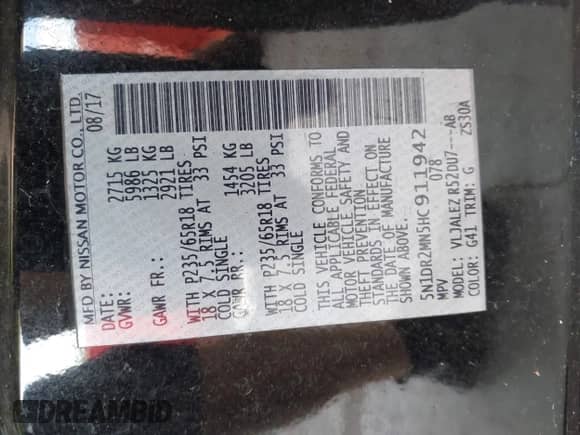 MFD BY NISSAN MOTOR CO., LTD.
DATE: 08/17
GVWR: 2715 KG
5986 LB
GAWR FR.: 1325 KG
2921 LB
WITH P235/65R18 TIRES
18 X 7.5 RIMS AT 33 PSI
COLD SINGLE
GAWR RR.: 1454 KG
3205 LB
WITH P235/65R18 TIRES
18 X 7.5 RIMS AT 33 PSI
COLD SINGLE
THIS VEHICLE CONFORMS TO
ALL APPLICABLE FEDERAL
MOTOR VEHICLE SAFETY AND
THEFT PREVENTION
STANDARDS IN EFFECT ON
THE DATE OF MANUFACTURE
SHOWN ABOVE.
5N1DR2MN5HC911942
MPV 078
MODEL: VLJALEZ R52DU7---AB
COLOR: G41 TRIM: G ZS30A
DREAMBID